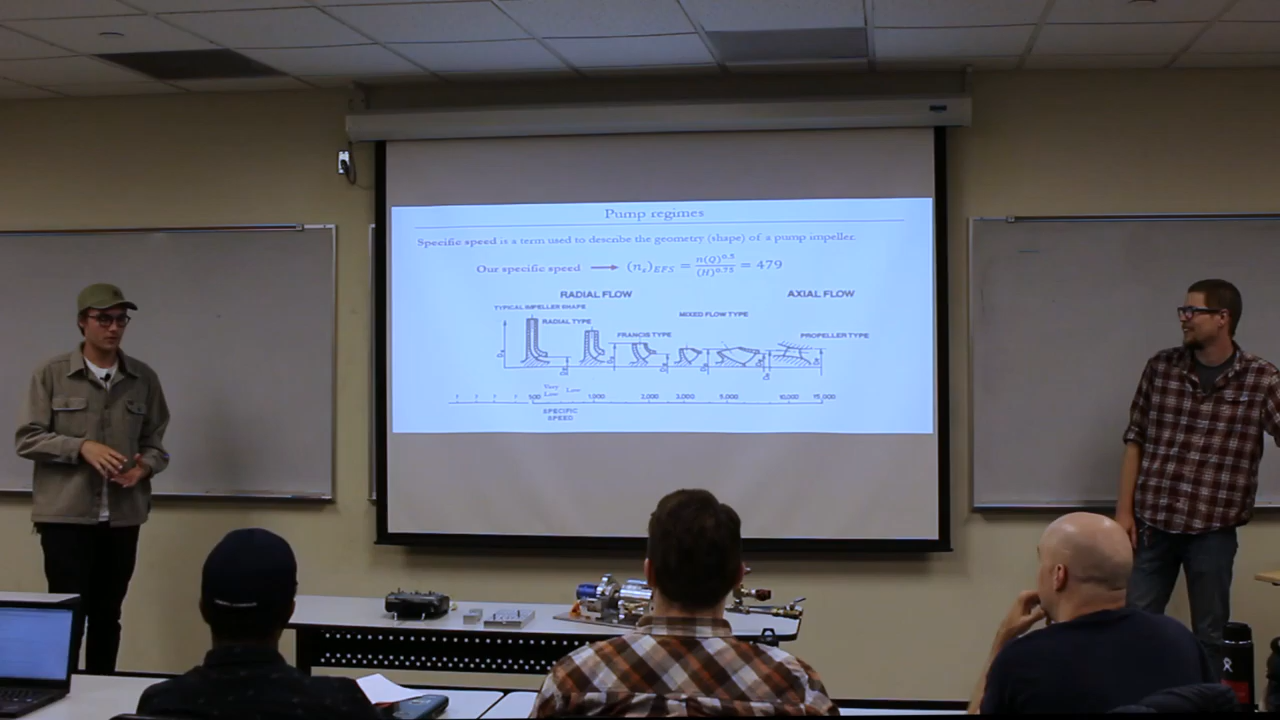 Pump regimes
Specific speed is a term used to describe the geometry (shape) of a pump impeller.
Our specific speed → (nₛ)EFS = n(Q)^0.5 / (H)^0.75 = 479
RADIAL FLOW
AXIAL FLOW
TYPICAL IMPELLER SHAPE
MIXED FLOW TYPE
RADIAL TYPE
FRANCIS TYPE
PROPELLER TYPE
Very Low
Low
500 1,000 2,000 3,000 5,000 10,000 15,000
SPECIFIC
SPEED